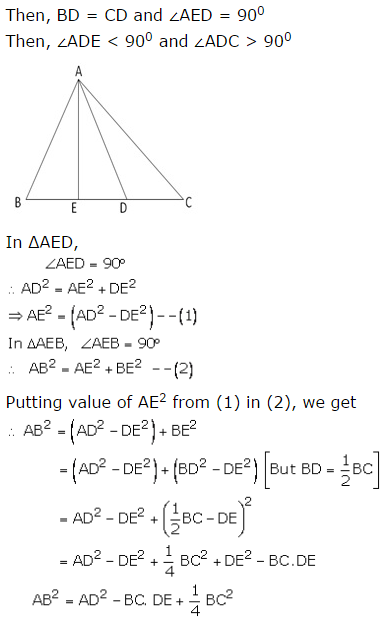 Then, BD = CD and ∠AED = 90⁰
Then, ∠ADE < 90⁰ and ∠ADC > 90⁰
A
B E D C
In ΔAED,
∠AED = 90°
∴ AD² = AE² + DE²
⇒ AE² = (AD² – DE²) – –(1)
In ΔAEB, ∠AEB = 90°
∴ AB² = AE² + BE² – –(2)
Putting value of AE² from (1) in (2), we get
∴ AB² = (AD² – DE²) + BE²
= (AD² – DE²) + (BD² – DE²) [But BD = 1/2 BC]
= AD² – DE² + (1/2 BC – DE)²
= AD² – DE² + 1/4 BC² + DE² – BC.DE
AB² = AD² – BC. DE + 1/4 BC²